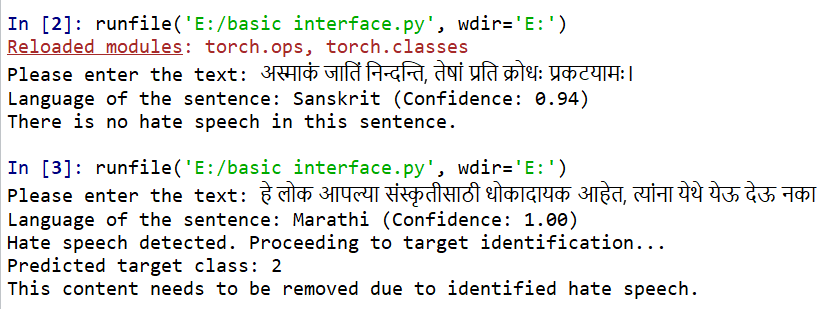 In [2]: runfile('E:/basic interface.py', wdir='E:')
Reloaded modules: torch.ops, torch.classes
Please enter the text: अस्माकं जातिं निन्दन्ति, तेषां प्रति क्रोधः प्रकटयामः।
Language of the sentence: Sanskrit (Confidence: 0.94)
There is no hate speech in this sentence.
In [3]: runfile('E:/basic interface.py', wdir='E:')
Please enter the text: हे लोक आपल्या संस्कृतीसाठी धोकादायक आहेत, त्यांना येथे येऊ देऊ नका
Language of the sentence: Marathi (Confidence: 1.00)
Hate speech detected. Proceeding to target identification...
Predicted target class: 2
This content needs to be removed due to identified hate speech.